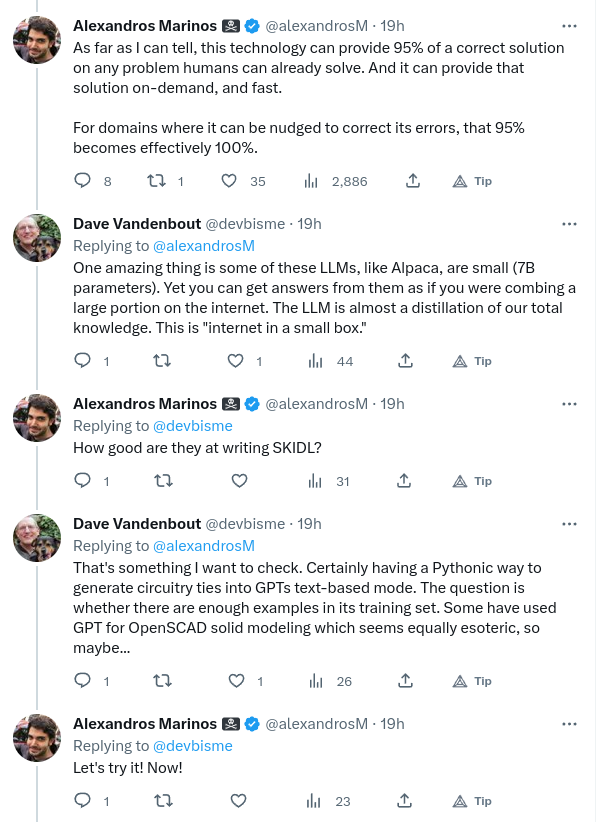 Alexandros Marinos 🏴‍☠️ @alexandrosM · 19h
As far as I can tell, this technology can provide 95% of a correct solution
on any problem humans can already solve. And it can provide that
solution on-demand, and fast.
For domains where it can be nudged to correct its errors, that 95%
becomes effectively 100%.
8 1 35 2,886 Tip
Dave Vandenbout @devbisme · 19h
Replying to @alexandrosM
One amazing thing is some of these LLMs, like Alpaca, are small (7B
parameters). Yet you can get answers from them as if you were combing a
large portion on the internet. The LLM is almost a distillation of our total
knowledge. This is "internet in a small box."
1 1 44 Tip
Alexandros Marinos 🏴‍☠️ @alexandrosM · 19h
Replying to @devbisme
How good are they at writing SKIDL?
1 31 Tip
Dave Vandenbout @devbisme · 19h
Replying to @alexandrosM
That's something I want to check. Certainly having a Pythonic way to
generate circuitry ties into GPTs text-based mode. The question is
whether there are enough examples in its training set. Some have used
GPT for OpenSCAD solid modeling which seems equally esoteric, so
maybe...
1 1 26 Tip
Alexandros Marinos 🏴‍☠️ @alexandrosM · 19h
Replying to @devbisme
Let's try it! Now!
1 23 Tip